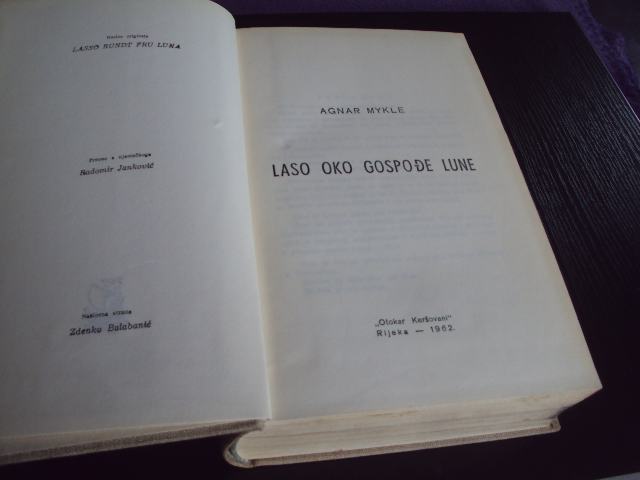 Naslov originala
LASSO RUNDT FRU LUNA
Preveo s njemačkoga
Radomir Janković
Naslovna strana
Zdenko Balabanić
AGNAR MYKLE
LASO OKO GOSPOĐE LUNE
„Otokar Keršovani"
Rijeka — 1962.